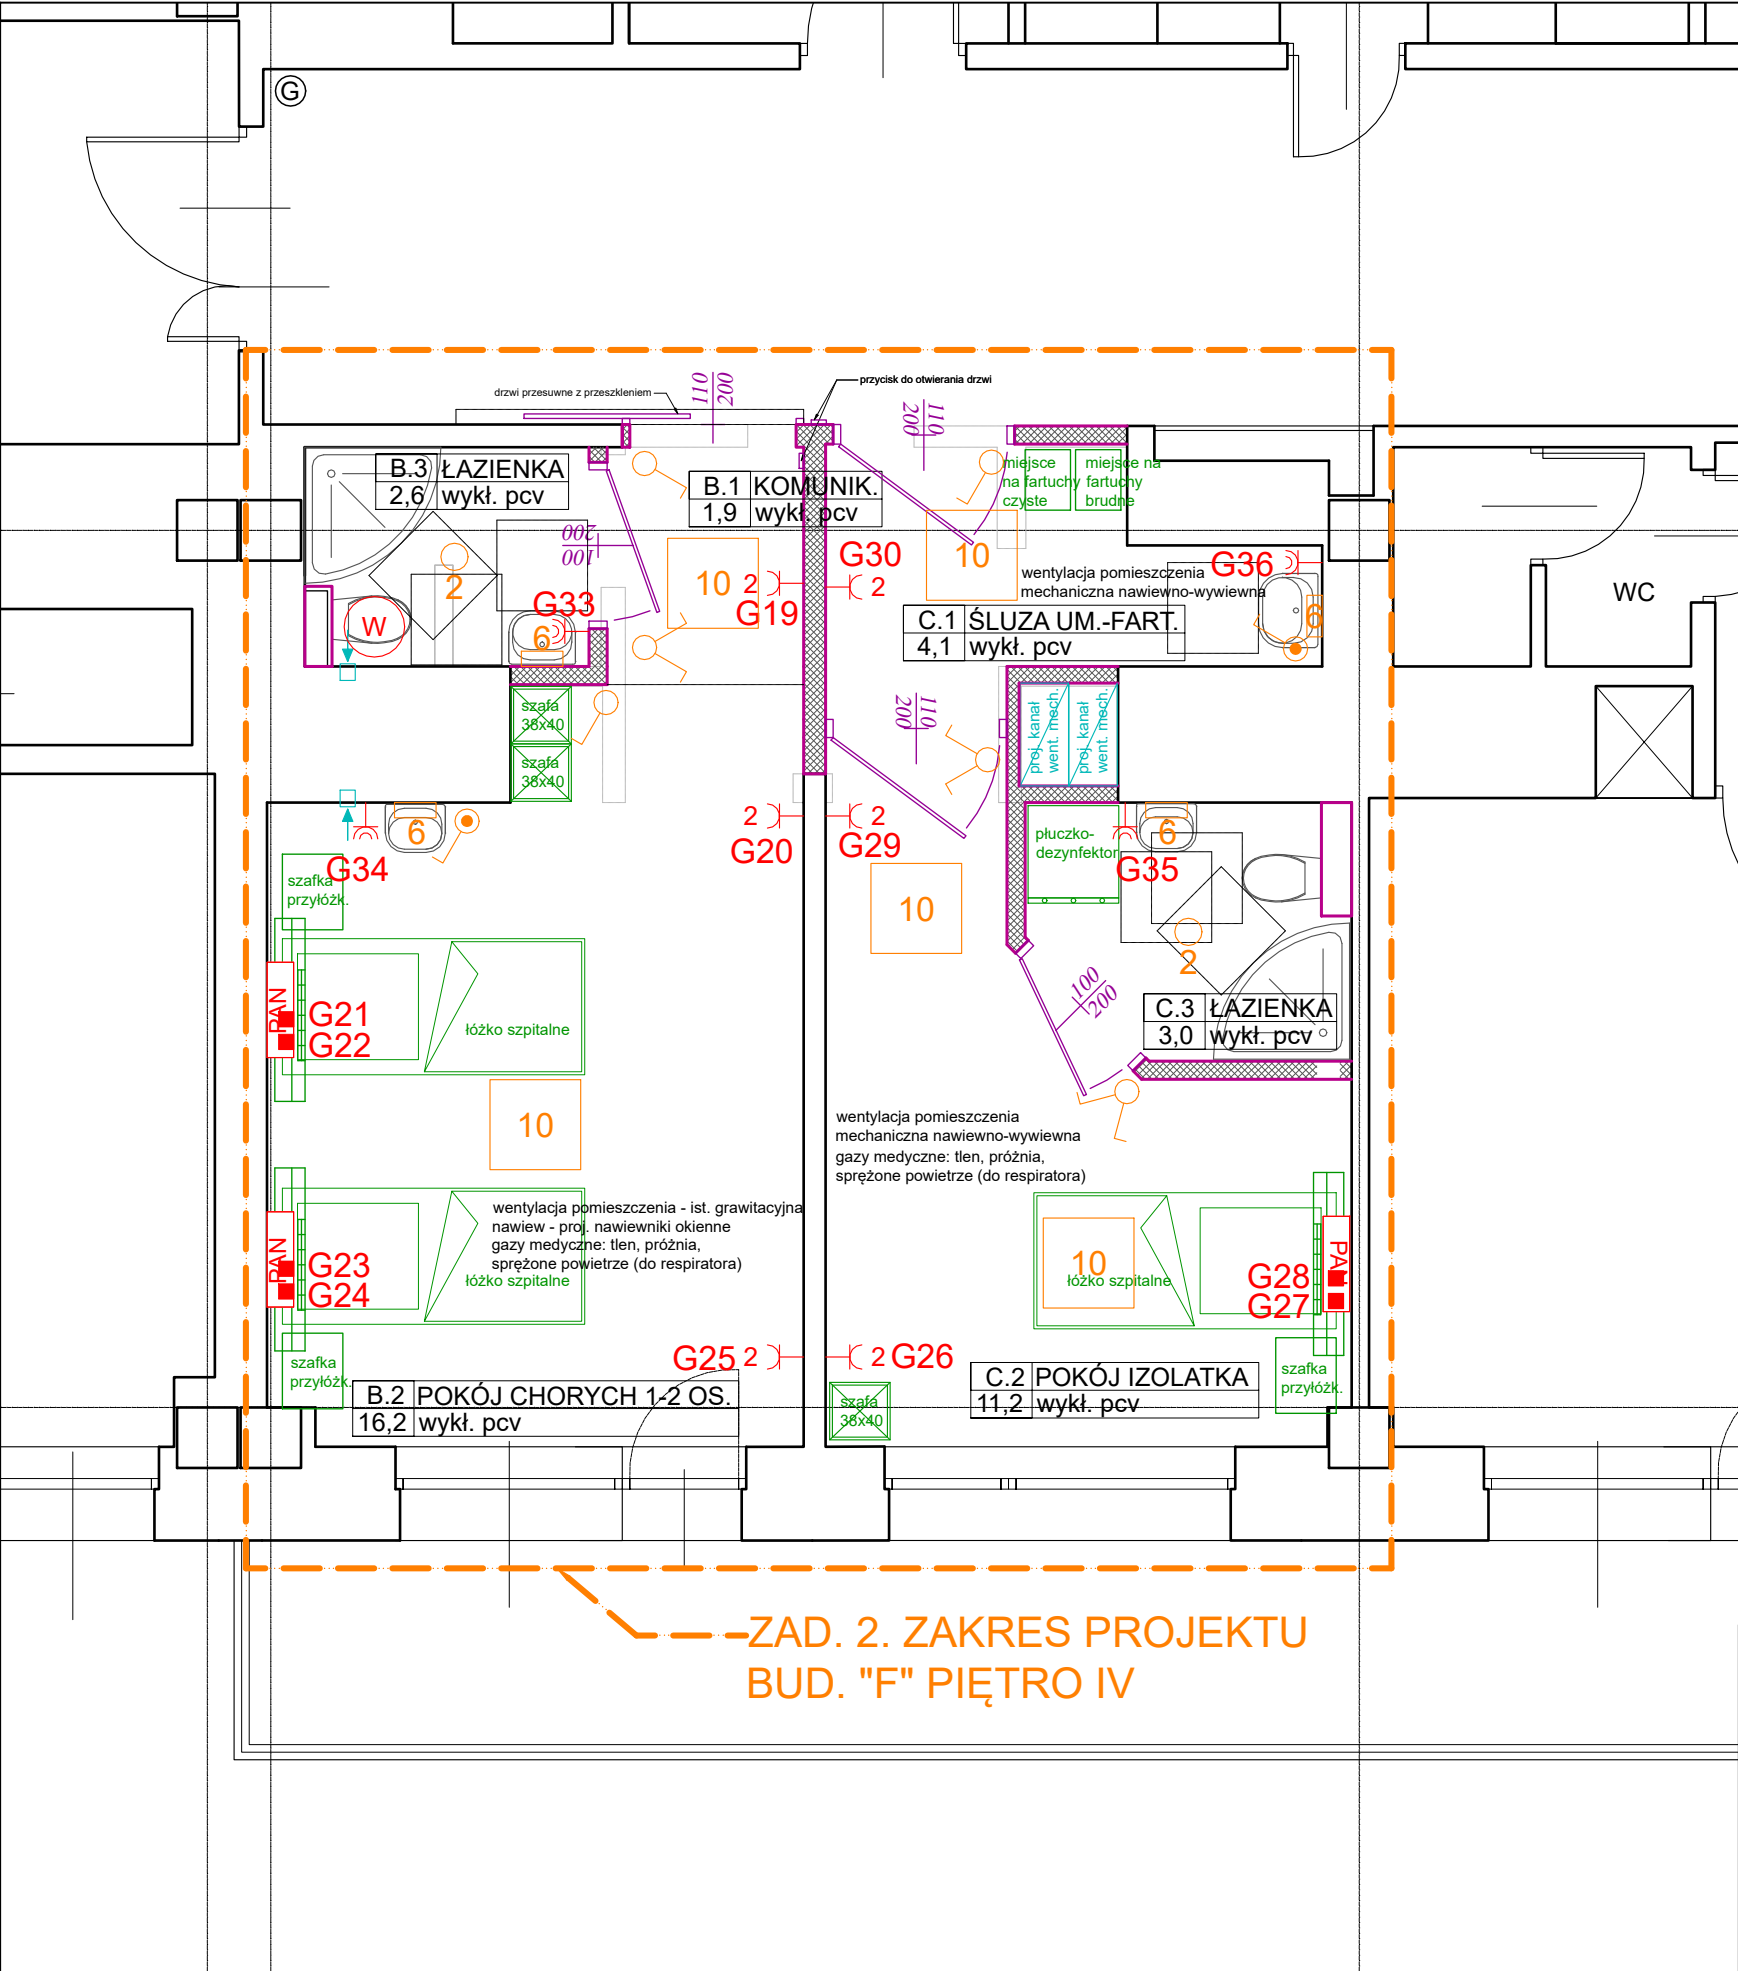 G
drzwi przesuwne z przeszkleniem
110
200
przycisk do otwierania drzwi
110
200
B.3 ŁAZIENKA
2,6 wykł. pcv
B.1 KOMUNIK.
1,9 wykł. pcv
miejsce
na fartuchy
czyste
miejsce na
fartuchy
brudne
100
200
2
G33
6
W
10
2
G19
G30
2
10
wentylacja pomieszczenia
mechaniczna nawiewno-wywiewna
G36
6
C.1 ŚLUZA UM.-FART.
4,1 wykł. pcv
WC
szafa
38x40
szafa
38x40
110
200
proj. kanał
went. mech.
proj. kanał
went. mech.
6
G34
2
G20
2
G29
płuczko-
dezynfektor
6
G35
szafka
przyłóżk.
10
2
PAN
G21
G22
łóżko szpitalne
100
200
C.3 ŁAZIENKA
3,0 wykł. pcv
10
wentylacja pomieszczenia
mechaniczna nawiewno-wywiewna
gazy medyczne: tlen, próżnia,
sprężone powietrze (do respiratora)
wentylacja pomieszczenia - ist. grawitacyjna
nawiew - proj. nawiewniki okienne
gazy medyczne: tlen, próżnia,
sprężone powietrze (do respiratora)
PAN
G23
G24
łóżko szpitalne
10
łóżko szpitalne
G28
G27
PAN
szafka
przyłóżk.
G25 2
2 G26
szafka
przyłóżk.
B.2 POKÓJ CHORYCH 1-2 OS.
16,2 wykł. pcv
szafa
38x40
C.2 POKÓJ IZOLATKA
11,2 wykł. pcv
ZAD. 2. ZAKRES PROJEKTU
BUD. "F" PIĘTRO IV